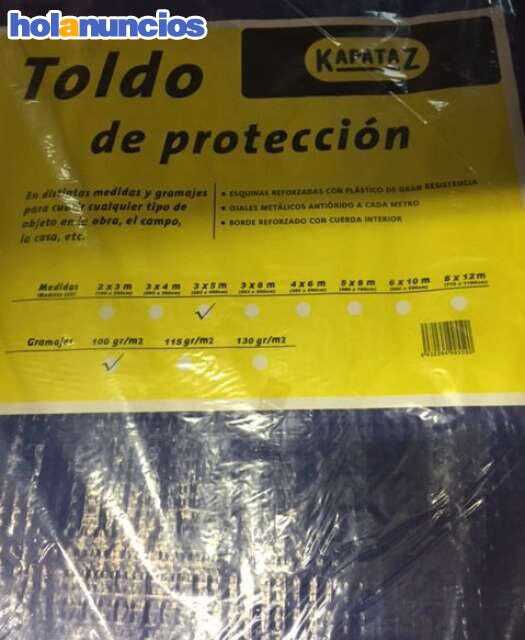 holanuncios
KAPATAZ
Toldo
de protección
En distintas medidas y gramajes
para cubrir cualquier tipo de
objeto en la obra, el campo,
la casa, etc.
• ESQUINAS REFORZADAS CON PLÁSTICO DE GRAN RESISTENCIA
• OJALES METÁLICOS ANTIÓXIDO A CADA METRO
• BORDE REFORZADO CON CUERDA INTERIOR
Medidas 2 x 3 m 3 x 4 m 3 x 5 m 3 x 8 m 4 x 6 m 5 x 8 m 6 x 10 m 8 x 12m
Gramajes 100 gr/m2 115 gr/m2 130 gr/m2